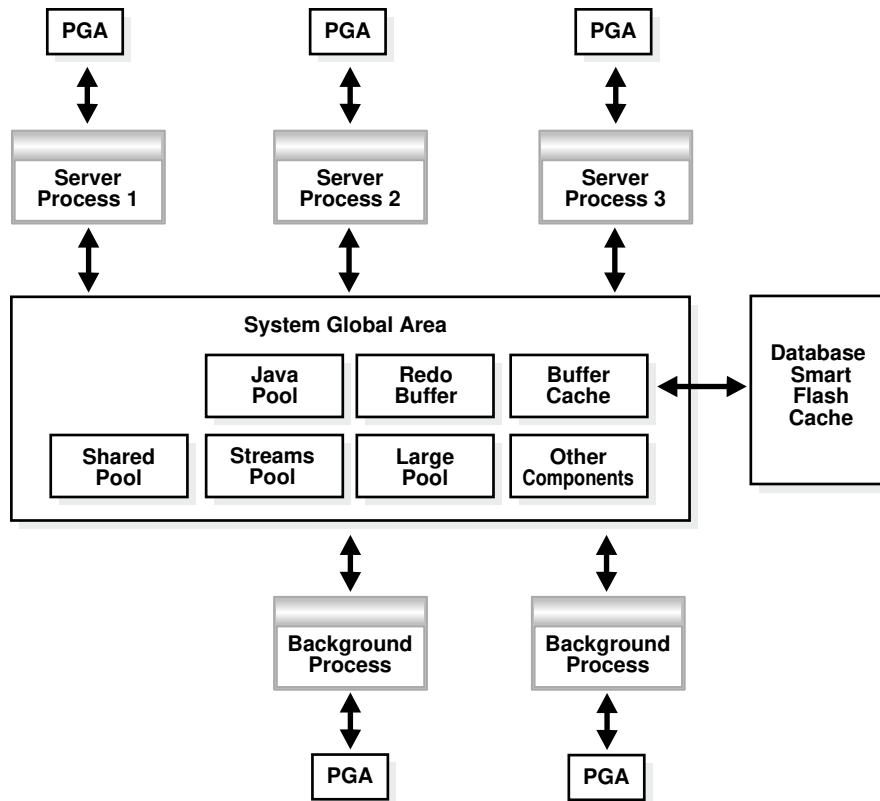 PGA
PGA
PGA
Server
Process 1
Server
Process 2
Server
Process 3
System Global Area
Java
Pool
Redo
Buffer
Buffer
Cache
Database
Smart
Flash
Cache
Shared
Pool
Streams
Pool
Large
Pool
Other
Components
Background
Process
Background
Process
PGA
PGA